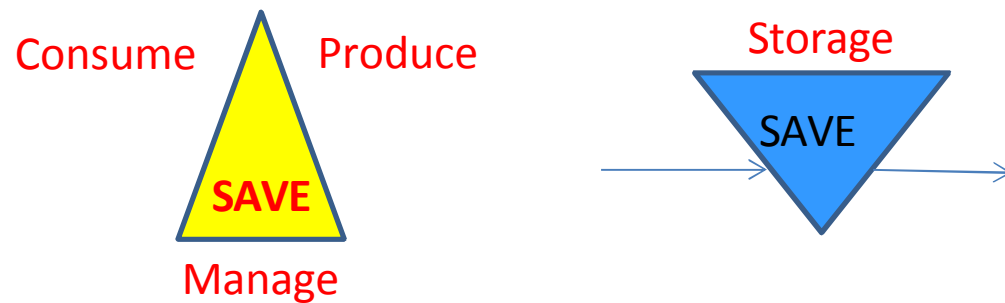 Consume
Produce
SAVE
Manage
Storage
SAVE